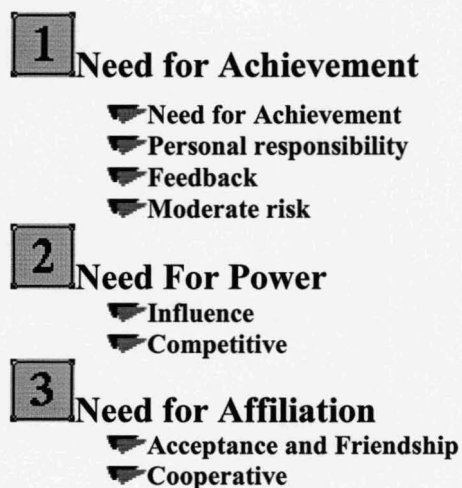 1 Need for Achievement
Need for Achievement
Personal responsibility
Feedback
Moderate risk
2 Need For Power
Influence
Competitive
3 Need for Affiliation
Acceptance and Friendship
Cooperative